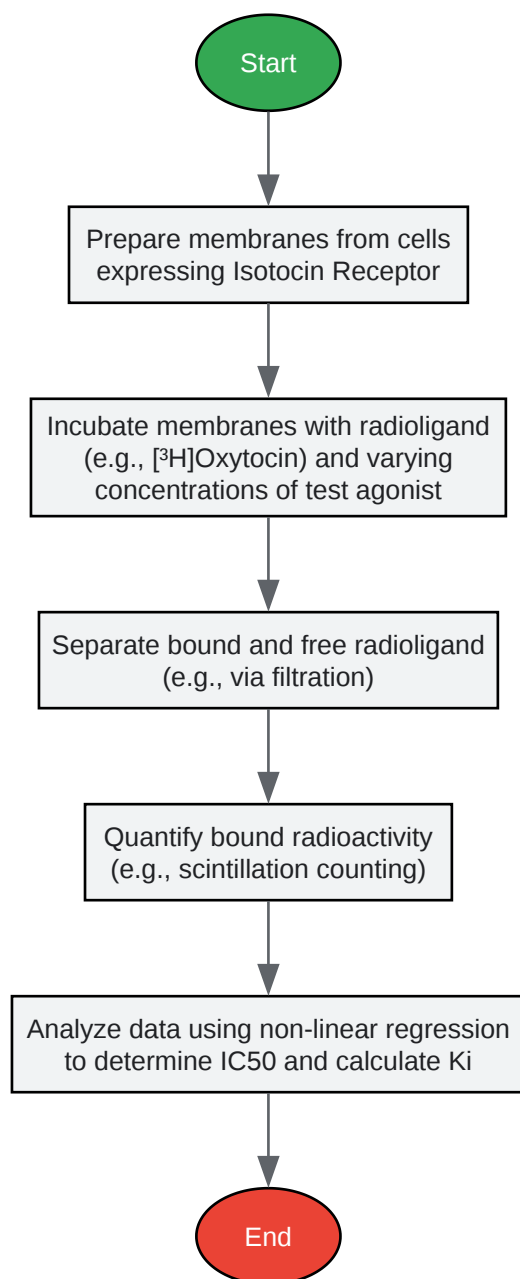 Start
Prepare membranes from cells
expressing Isotocin Receptor
Incubate membranes with radioligand
(e.g., [³H]Oxytocin) and varying
concentrations of test agonist
Separate bound and free radioligand
(e.g., via filtration)
Quantify bound radioactivity
(e.g., scintillation counting)
Analyze data using non-linear regression
to determine IC50 and calculate Ki
End